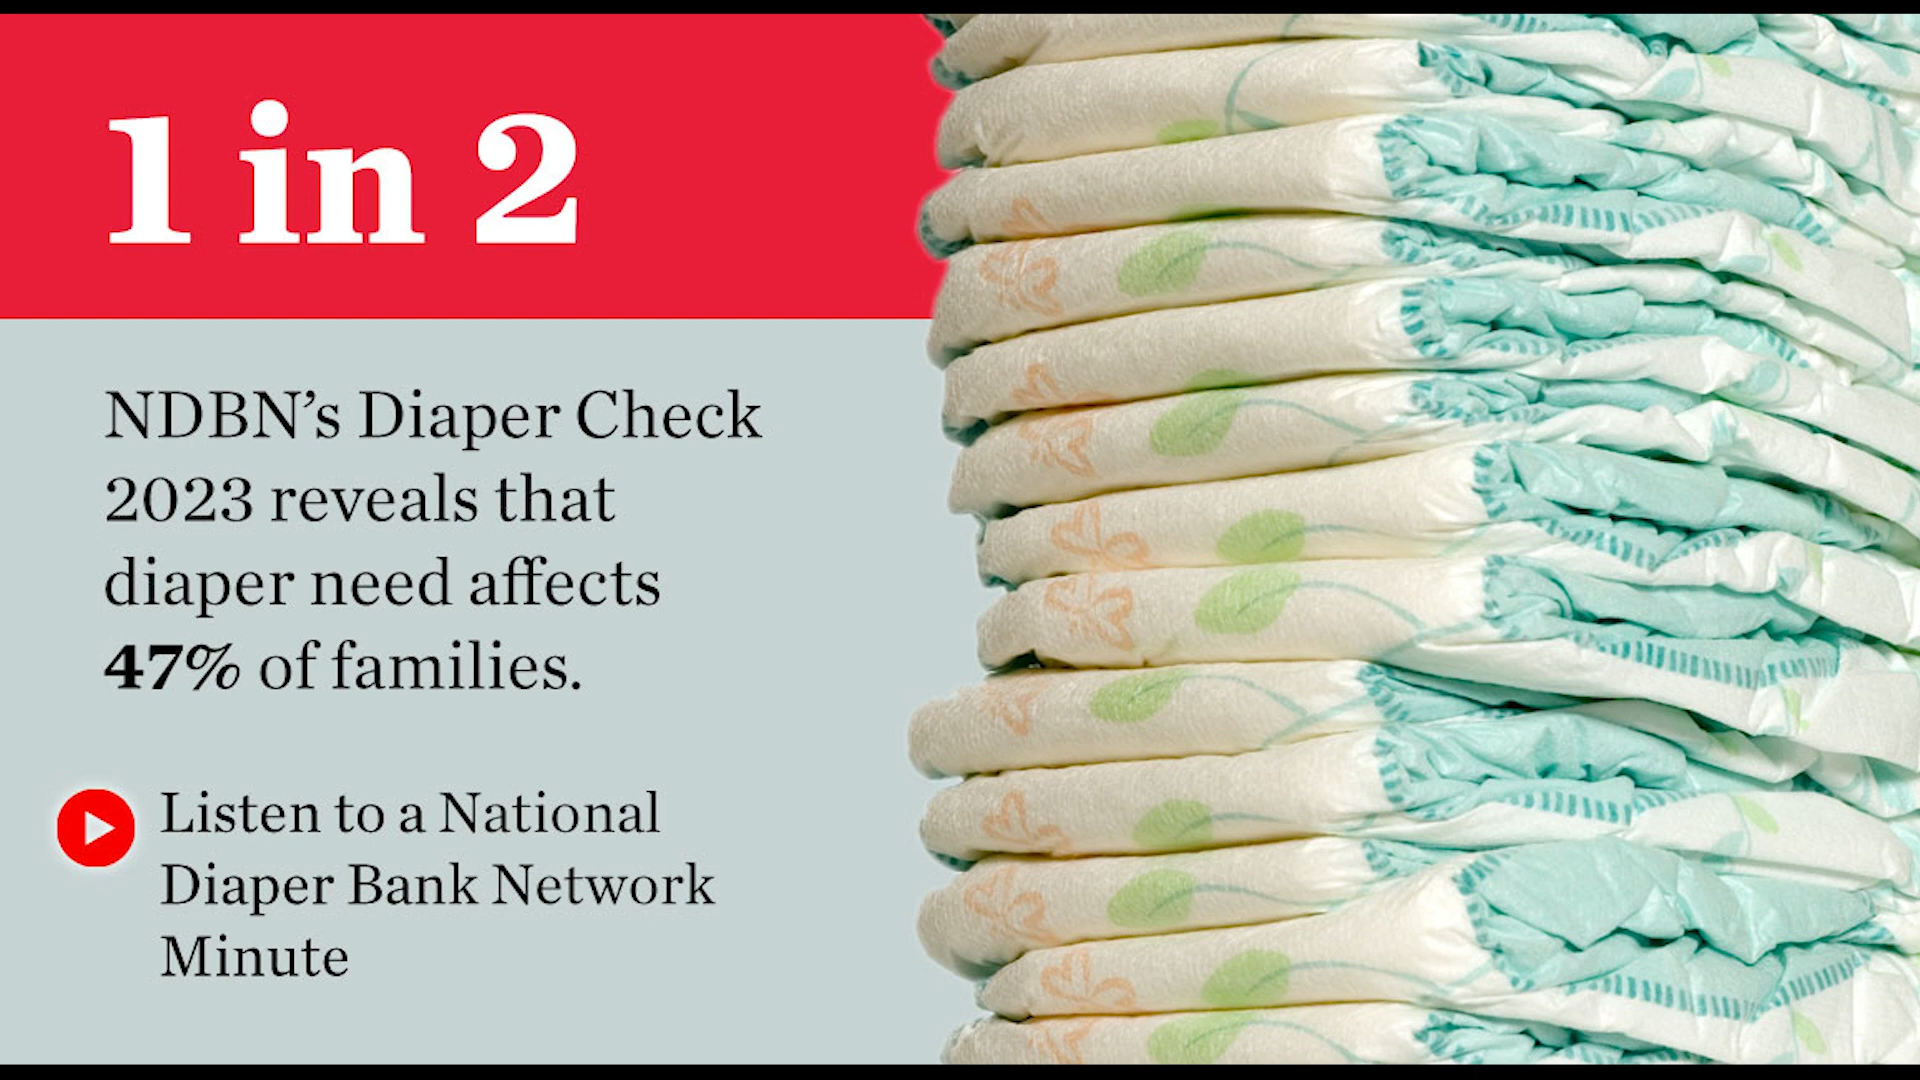 1 in 2
NDBN’s Diaper Check
2023 reveals that
diaper need affects
47% of families.
Listen to a National
Diaper Bank Network
Minute